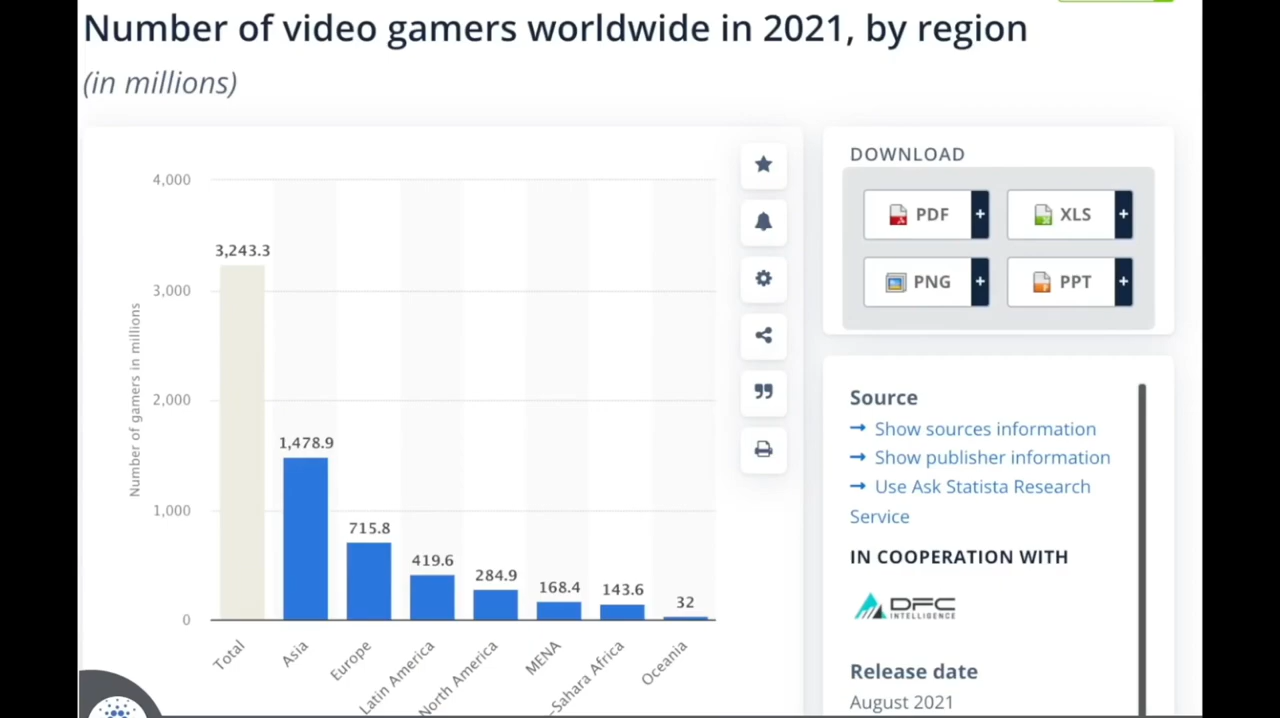 Number of video gamers worldwide in 2021, by region
(in millions)
4,000
3,000
2,000
1,000
0
Number of gamers in millions
3,243.3
1,478.9
715.8
419.6
284.9
168.4
143.6
32
Total
Asia
Europe
Latin America
North America
MENA
-Sahara Africa
Oceania
DOWNLOAD
PDF +
XLS +
PNG +
PPT +
Source
→ Show sources information
→ Show publisher information
→ Use Ask Statista Research
Service
IN COOPERATION WITH
DFC
INTELLIGENCE
Release date
August 2021